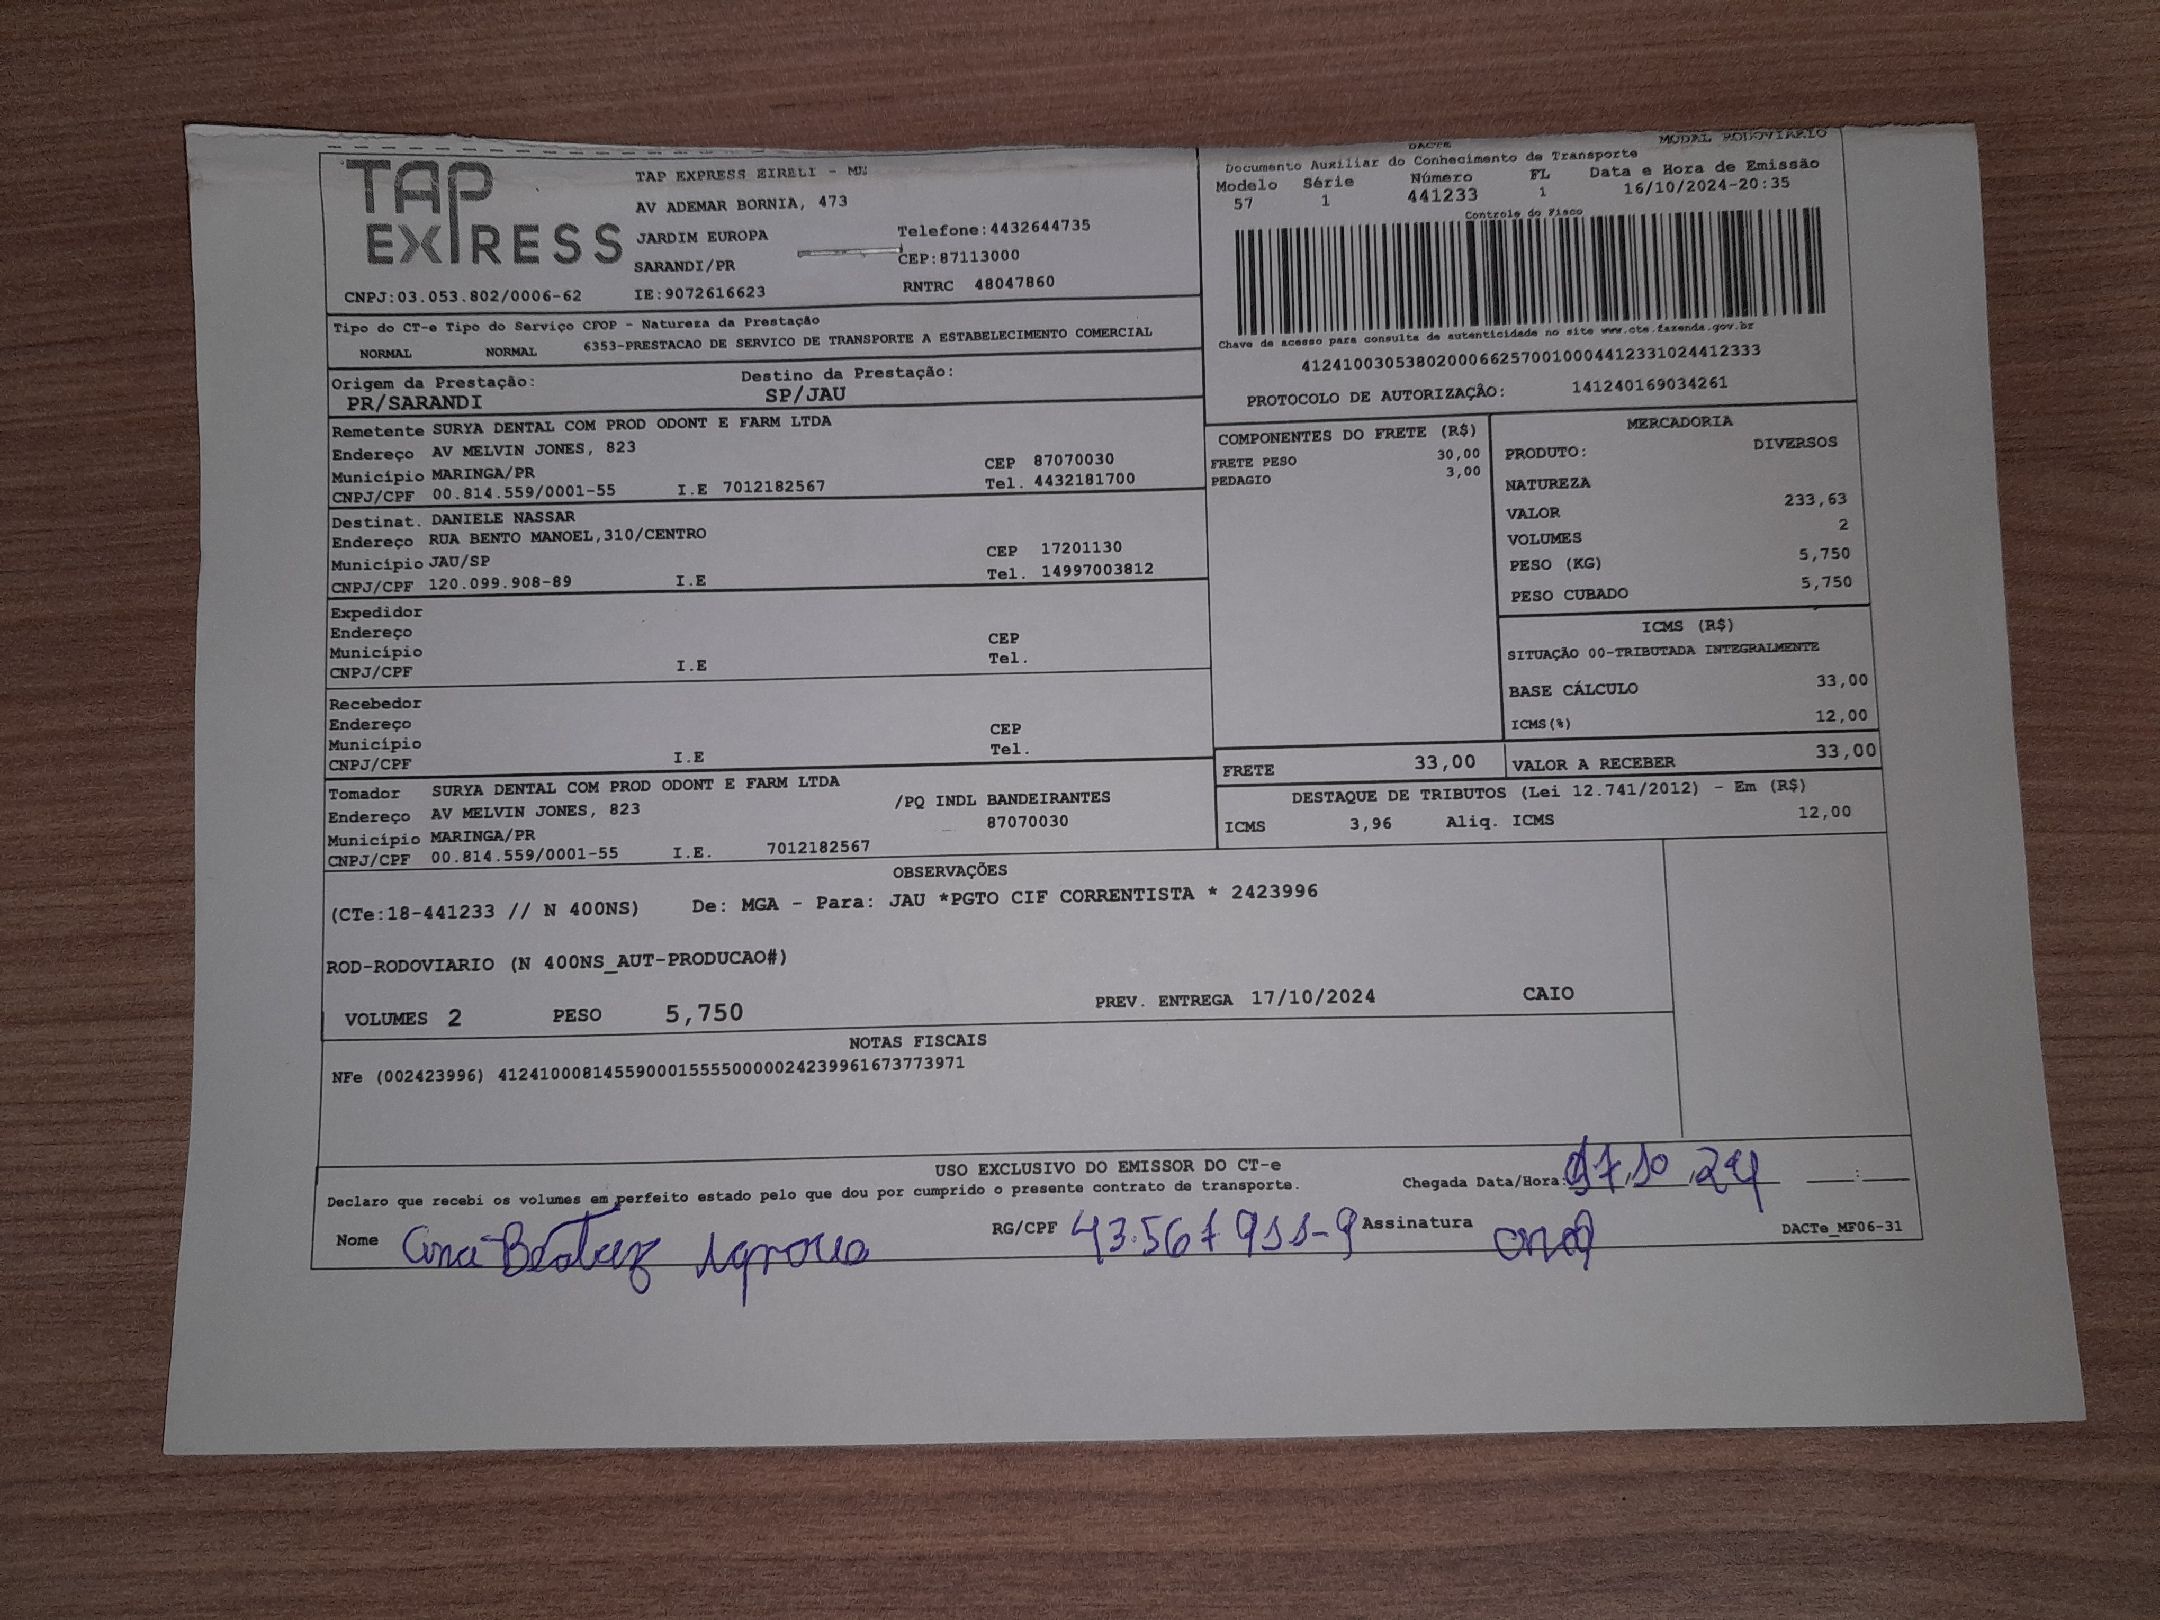 TAP
EXPRESS
CNPJ:03.053.802/0006-62
TAP EXPRESS EIRELI - ME
AV ADEMAR BORNIA, 473
JARDIM EUROPA Telefone:4432644735
SARANDI/PR CEP:87113000
IE:9072616623 RNTRC 48047860
DACTE MODAL RODOVIARIO
Documento Auxiliar do Conhecimento de Transporte
Modelo Série Número FL Data e Hora de Emissão
57 1 441233 1 16/10/2024-20:35
Controle do Fisco
Chave de acesso para consulta de autenticidade no site www.cte.fazenda.gov.br
41241003053802000662570010004412331024412333
PROTOCOLO DE AUTORIZAÇÂO: 141240169034261
Tipo do CT-e Tipo do Serviço CFOP - Natureza da Prestação
NORMAL NORMAL 6353-PRESTACAO DE SERVICO DE TRANSPORTE A ESTABELECIMENTO COMERCIAL
Origem da Prestação: Destino da Prestação:
PR/SARANDI SP/JAU
Remetente SURYA DENTAL COM PROD ODONT E FARM LTDA
Endereço AV MELVIN JONES, 823
Município MARINGA/PR CEP 87070030
CNPJ/CPF 00.814.559/0001-55 I.E 7012182567 Tel. 4432181700
Destinat. DANIELE NASSAR
Endereço RUA BENTO MANOEL,310/CENTRO
Município JAU/SP CEP 17201130
CNPJ/CPF 120.099.908-89 I.E Tel. 14997003812
Expedidor
Endereço
Município CEP
CNPJ/CPF I.E Tel.
Recebedor
Endereço
Município CEP
CNPJ/CPF I.E Tel.
Tomador SURYA DENTAL COM PROD ODONT E FARM LTDA
Endereço AV MELVIN JONES, 823 /PQ INDL BANDEIRANTES
Município MARINGA/PR 87070030
CNPJ/CPF 00.814.559/0001-55 I.E. 7012182567
COMPONENTES DO FRETE (R$)
FRETE PESO 30,00
PEDAGIO 3,00
MERCADORIA
PRODUTO: DIVERSOS
NATUREZA
VALOR 233,63
VOLUMES 2
PESO (KG) 5,750
PESO CUBADO 5,750
ICMS (R$)
SITUAÇÃO 00-TRIBUTADA INTEGRALMENTE
BASE CÁLCULO 33,00
ICMS(%) 12,00
FRETE 33,00 VALOR A RECEBER 33,00
DESTAQUE DE TRIBUTOS (Lei 12.741/2012) - Em (R$)
ICMS 3,96 Aliq. ICMS 12,00
OBSERVAÇÕES
(CTe:18-441233 // N 400NS) De: MGA - Para: JAU *PGTO CIF CORRENTISTA * 2423996
ROD-RODOVIARIO (N 400NS_AUT-PRODUCAO#)
VOLUMES 2 PESO 5,750 PREV. ENTREGA 17/10/2024 CAIO
NOTAS FISCAIS
NFe (002423996) 41241000814559000155550000024239961673773971
USO EXCLUSIVO DO EMISSOR DO CT-e
Declaro que recebi os volumes em perfeito estado pelo que dou por cumprido o presente contrato de transporte. Chegada Data/Hora: 17.10.24 :
Nome Ana Beatriz RG/CPF Assinatura Ana DACTe_MF06-31